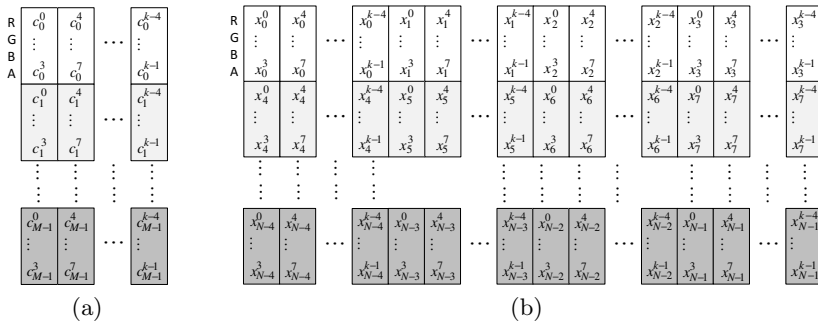 R c_0^0 c_0^4 c_0^{k-4} R x_0^0 x_0^4 x_0^{k-4} x_1^0 x_1^4 x_1^{k-4} x_2^0 x_2^4 x_2^{k-4} x_3^0 x_3^4 x_3^{k-4}
G ⋮ ⋮ ··· ⋮ G ⋮ ⋮ ··· ⋮ ⋮ ⋮ ··· ⋮ ⋮ ⋮ ··· ⋮ ⋮ ⋮ ··· ⋮
B B
A c_0^3 c_0^7 c_0^{k-1} A x_0^3 x_0^7 x_0^{k-1} x_1^3 x_1^7 x_1^{k-1} x_2^3 x_2^7 x_2^{k-1} x_3^3 x_3^7 x_3^{k-1}
c_1^0 c_1^4 c_1^{k-4} x_4^0 x_4^4 x_4^{k-4} x_5^0 x_5^4 x_5^{k-4} x_6^0 x_6^4 x_6^{k-4} x_7^0 x_7^4 x_7^{k-4}
⋮ ⋮ ··· ⋮ ⋮ ⋮ ··· ⋮ ⋮ ⋮ ··· ⋮ ⋮ ⋮ ··· ⋮ ⋮ ⋮ ··· ⋮
c_1^3 c_1^7 c_1^{k-1} x_4^3 x_4^7 x_4^{k-1} x_5^3 x_5^7 x_5^{k-1} x_6^3 x_6^7 x_6^{k-1} x_7^3 x_7^7 x_7^{k-1}
c_{M-1}^0 c_{M-1}^4 c_{M-1}^{k-4} x_{N-4}^0 x_{N-4}^4 x_{N-4}^{k-4} x_{N-3}^0 x_{N-3}^4 x_{N-3}^{k-4} x_{N-2}^0 x_{N-2}^4 x_{N-2}^{k-4} x_{N-1}^0 x_{N-1}^4 x_{N-1}^{k-4}
⋮ ⋮ ··· ⋮ ⋮ ⋮ ··· ⋮ ⋮ ⋮ ··· ⋮ ⋮ ⋮ ··· ⋮ ⋮ ⋮ ··· ⋮
c_{M-1}^3 c_{M-1}^7 c_{M-1}^{k-1} x_{N-4}^3 x_{N-4}^7 x_{N-4}^{k-1} x_{N-3}^3 x_{N-3}^7 x_{N-3}^{k-1} x_{N-2}^3 x_{N-2}^7 x_{N-2}^{k-1} x_{N-1}^3 x_{N-1}^7 x_{N-1}^{k-1}
(a) (b)